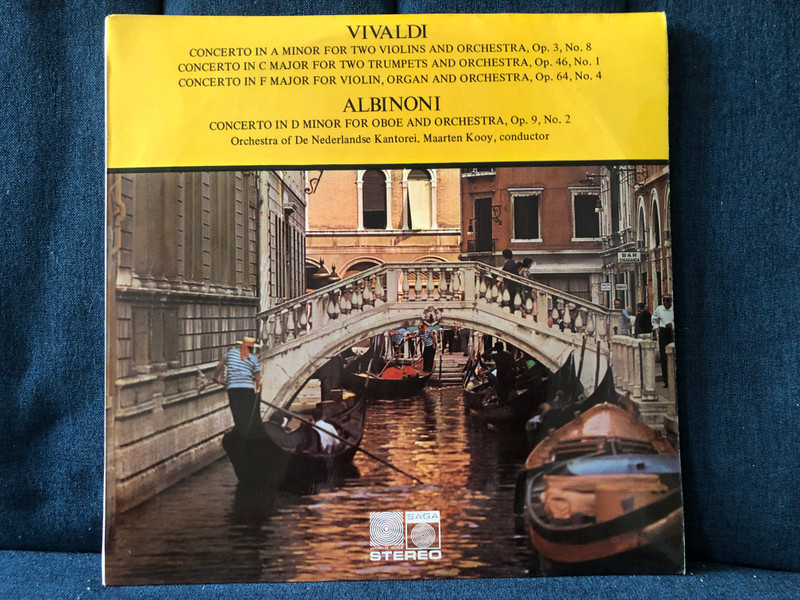 VIVALDI
CONCERTO IN A MINOR FOR TWO VIOLINS AND ORCHESTRA, Op. 3, No. 8
CONCERTO IN C MAJOR FOR TWO TRUMPETS AND ORCHESTRA, Op. 46, No. 1
CONCERTO IN F MAJOR FOR VIOLIN, ORGAN AND ORCHESTRA, Op. 64, No. 4
ALBINONI
CONCERTO IN D MINOR FOR OBOE AND ORCHESTRA, Op. 9, No. 2
Orchestra of De Nederlandse Kantorei, Maarten Kooy, conductor
BAR
SAGA
STEREO